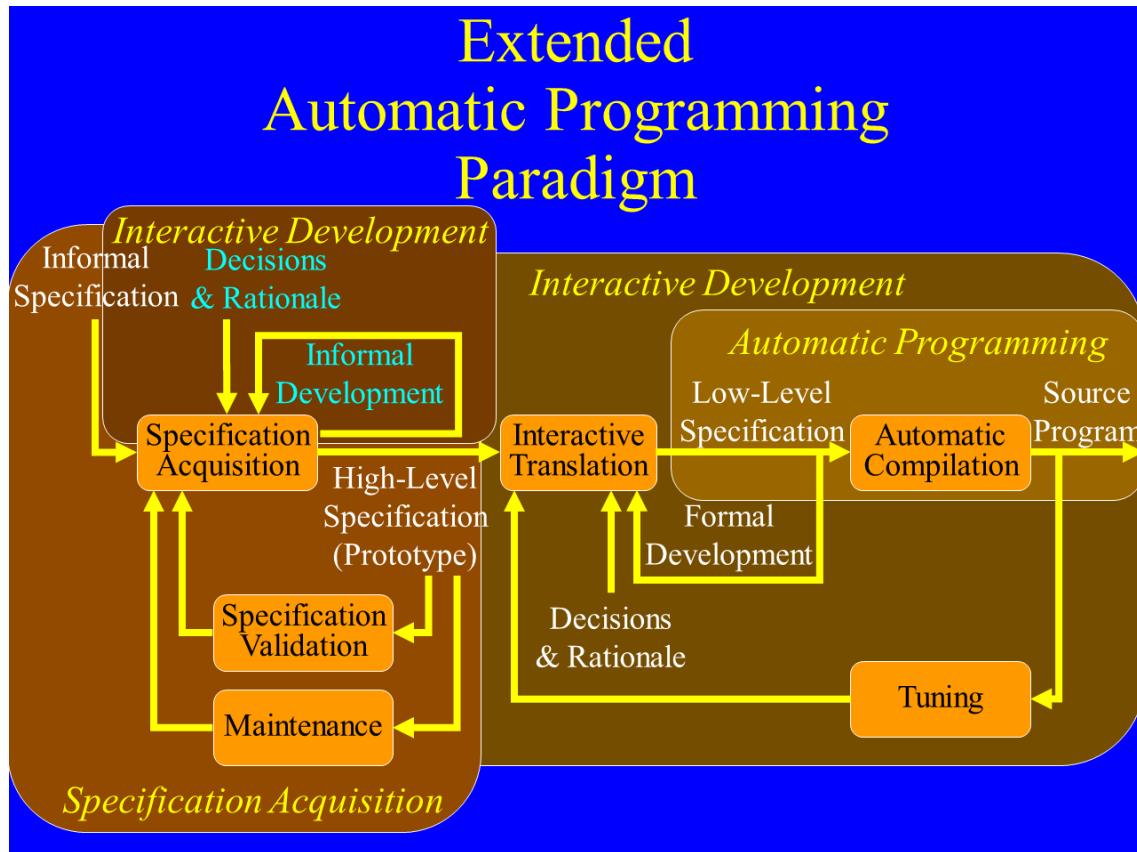 Extended
Automatic Programming
Paradigm
Interactive Development
Informal
Specification
Decisions
& Rationale
Interactive Development
Informal
Development
Automatic Programming
Low-Level
Specification
Source
Program
Specification
Acquisition
Interactive
Translation
Automatic
Compilation
High-Level
Specification
(Prototype)
Formal
Development
Specification
Validation
Decisions
& Rationale
Maintenance
Tuning
Specification Acquisition